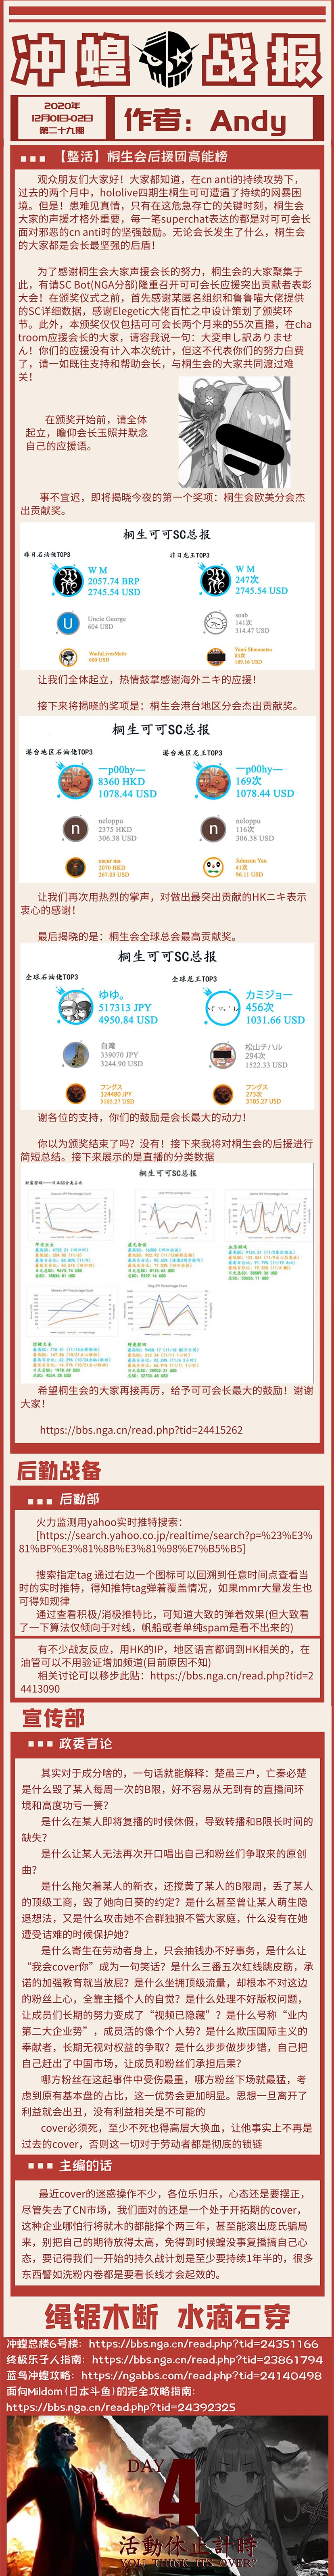 冲蝗 战报
2020年
12月01日-02日
第二十九期
作者：Andy
【整活】桐生会后援团高能榜
观众朋友们大家好！大家都知道，在cn anti的持续攻势下，
过去的两个月中，hololive四期生桐生可可遭遇了持续的网暴困
境。但是！患难见真情，只有在这危急存亡的关键时刻，桐生会
大家的声援才格外重要，每一笔superchat表达的都是对可可会长
面对邪恶的cn anti时的坚强鼓励。无论会长发生了什么，桐生会
的大家都是会长最坚强的后盾！
为了感谢桐生会大家声援会长的努力，桐生会的大家聚集于
此，有请SC Bot(NGA分部)隆重召开可可会长应援突出贡献者表彰
大会！在颁奖仪式之前，首先感谢某匿名组织和鲁鲁喵大佬提供
的SC详细数据，感谢Elegetic大佬百忙之中设计策划了颁奖环
节。此外，本颁奖仅仅包括可可会长两个月来的55次直播，在cha
troom应援会长的大家，请容我说一句：大变申し訳ありませ
ん！你们的应援没有计入本次统计，但这不代表你们的努力白费
了，请一如既往支持和帮助会长，与桐生会的大家共同渡过难
关！
在颁奖开始前，请全体
起立，瞻仰会长玉照并默念
自己的应援语。
事不宜迟，即将揭晓今夜的第一个奖项：桐生会欧美分会杰
出贡献奖。
桐生可可SC总报
非日石油佬TOP3
非日龙王TOP3
W M
2057.74 BRP
2745.54 USD
W M
247次
2745.54 USD
Uncle George
604 USD
noah
141次
314.47 USD
WaifuLivesMate
600 USD
Yami Shoumetsu
83次
189.16 USD
让我们全体起立，热情鼓掌感谢海外ニキ的应援！
接下来将揭晓的奖项是：桐生会港台地区分会杰出贡献奖。
桐生可可SC总报
港台地区石油佬TOP3
港台地区龙王TOP3
一p00hy一
8360 HKD
1078.44 USD
一p00hy一
169次
1078.44 USD
neloppu
2375 HKD
306.38 USD
neloppu
116次
306.38 USD
oscar ma
2070 HKD
267.03 USD
Johnson Yau
41次
96.11 USD
让我们再次用热烈的掌声，对做出最突出贡献的HKニキ表示
衷心的感谢！
最后揭晓的是：桐生会全球总会最高贡献奖。
桐生可可SC总报
全球石油佬TOP3
全球龙王TOP3
ゆゆ。
517313 JPY
4950.84 USD
カミジョー
456次
1031.66 USD
自滝
339070 JPY
3244.90 USD
松山チハル
294次
1522.33 USD
フングス
324480 JPY
3105.27 USD
フングス
273次
3105.27 USD
谢各位的支持，你们的鼓励是会长最大的动力！
你以为颁奖结束了吗？没有！接下来我将对桐生会的后援进行
简短总结。接下来展示的是直播的分类数据
桐生可可SC总报
希望桐生会的大家再接再厉，给予可可会长最大的鼓励！谢谢
大家！
https://bbs.nga.cn/read.php?tid=24415262
后勤战备
后勤部
火力监测用yahoo实时推特搜索：
[https://search.yahoo.co.jp/realtime/search?p=%23%E3%
81%BF%E3%81%8B%E3%81%98%E7%B5%B5]
搜索指定tag 通过右边一个图标可以回溯到任意时间点查看当
时的实时推特，得知推特tag弹着覆盖情况，如果mmr大量发生也
可得知规律
通过查看积极/消极推特比，可知道大致的弹着效果(但大致看
了一下算法仅倾向于对线，帆船或者单纯spam是看不出来的)
有不少战友反应，用HK的IP，地区语言都调到HK相关的，在
油管可以不用验证增加频道(目前原因不知)
相关讨论可以移步此贴：https://bbs.nga.cn/read.php?tid=2
4413090
宣传部
政委言论
其实对于成分啥的，一句话就能解释：楚虽三户，亡秦必楚
是什么毁了某人每周一次的B限，好不容易从无到有的直播间环
境和高度功亏一篑？
是什么在某人即将复播的时候休假，导致转播和B限长时间的
缺失？
是什么让某人无法再次开口唱出自己和粉丝们争取来的原创
曲？
是什么拖欠着某人的新衣，还搅黄了某人的B限周，丢了某人
的顶级工商，毁了她向日葵的约定？是什么甚至曾让某人萌生隐
退想法，又是什么攻击她不合群独狼不管大家庭，什么没有在她
遭受诘难的时候保护她？
是什么寄生在劳动者身上，只会抽钱办不好事务，是什么让
“我会cover你”成为一句笑话？是什么三番五次红线跳皮筋，承
诺的加强教育就当放屁？是什么坐拥顶级流量，却根本不对这边
的粉丝上心，全靠主播个人的自觉？是什么处理不好版权问题，
让成员们长期的努力变成了“视频已隐藏”？是什么号称“业内
第二大企业势”，成员活的像个个人势？是什么欺压国际主义的
奉献者，长期无视对权益的争取？是什么步步做步步错，自己把
自己赶出了中国市场，让成员和粉丝们承担后果？
哪方粉丝在这起事件中受伤最重，哪方粉丝下场就最猛，考
虑到原有基本盘的占比，这一优势会更加明显。思想一旦离开了
利益就会出丑，没有利益相关是不可能的
cover必须死，至少不死也得高层大换血，让他事实上不再是
过去的cover，否则这一切对于劳动者都是彻底的锁链
主编的话
最近cover的迷惑操作不少，各位乐归乐，心态还是要摆正，
尽管失去了CN市场，我们面对的还是一个处于开拓期的cover，
这种企业哪怕行将就木的都能撑个两三年，甚至能滚出庞氏骗局
来，别把自己的期待放得太高，免得到时候蝗没事复播搞自己心
态，要记得我们一开始的持久战计划是至少要持续1年半的，很多
东西譬如洗粉内卷都是要看长线才会起效的。
绳锯木断 水滴石穿
冲蝗总楼6号楼：https://bbs.nga.cn/read.php?tid=24351166
终极乐子人指南：https://bbs.nga.cn/read.php?tid=23861794
蓝鸟冲蝗攻略：https://ngabbs.com/read.php?tid=24140498
面向Mildom(日本斗鱼)的完全攻略指南：
https://bbs.nga.cn/read.php?tid=24392325
DAY
4
活動休止計時
YOU THINK IT'S OVER?